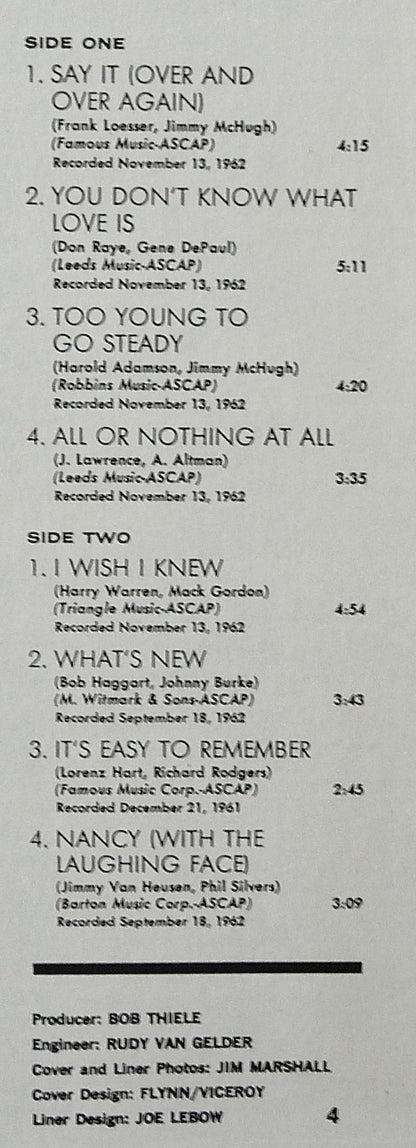 SIDE ONE
1. SAY IT (OVER AND
OVER AGAIN)
(Frank Loesser, Jimmy McHugh)
(Famous Music-ASCAP) 4:15
Recorded November 13, 1962
2. YOU DON'T KNOW WHAT
LOVE IS
(Don Raye, Gene DePaul)
(Leeds Music-ASCAP) 5:11
Recorded November 13, 1962
3. TOO YOUNG TO
GO STEADY
(Harold Adamson, Jimmy McHugh)
(Robbins Music-ASCAP) 4:20
Recorded November 13, 1962
4. ALL OR NOTHING AT ALL
(J. Lawrence, A. Altman)
(Leeds Music-ASCAP) 3:35
Recorded November 13, 1962
SIDE TWO
1. I WISH I KNEW
(Harry Warren, Mack Gordon)
(Triangle Music-ASCAP) 4:54
Recorded November 13, 1962
2. WHAT'S NEW
(Bob Haggart, Johnny Burke)
(M. Witmark & Sons-ASCAP) 3:43
Recorded September 18, 1962
3. IT'S EASY TO REMEMBER
(Lorenz Hart, Richard Rodgers)
(Famous Music Corp.-ASCAP) 2:45
Recorded December 21, 1961
4. NANCY (WITH THE
LAUGHING FACE)
(Jimmy Van Heusen, Phil Silvers)
(Barton Music Corp.-ASCAP) 3:09
Recorded September 18, 1962
Producer: BOB THIELE
Engineer: RUDY VAN GELDER
Cover and Liner Photos: JIM MARSHALL
Cover Design: FLYNN/VICEROY
Liner Design: JOE LEBOW 4